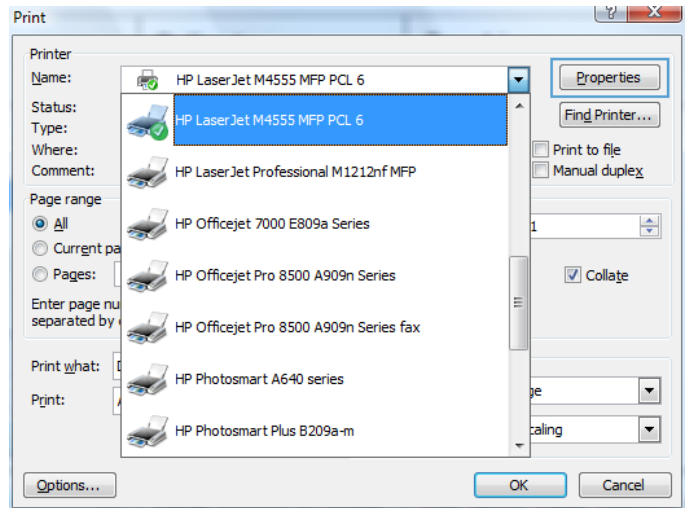 Print
Printer
Name:
HP LaserJet M4555 MFP PCL 6
Properties
Status:
HP LaserJet M4555 MFP PCL 6
Find Printer...
Type:
Where:
Print to file
Comment:
HP LaserJet Professional M1212nf MFP
Manual duplex
Page range
All
HP Officejet 7000 E809a Series
1
Current pa
Pages:
HP Officejet Pro 8500 A909n Series
Collate
Enter page nu
separated by
HP Officejet Pro 8500 A909n Series fax
Print what:
HP Photosmart A640 series
Print:
HP Photosmart Plus B209a-m
caling
Options...
OK
Cancel